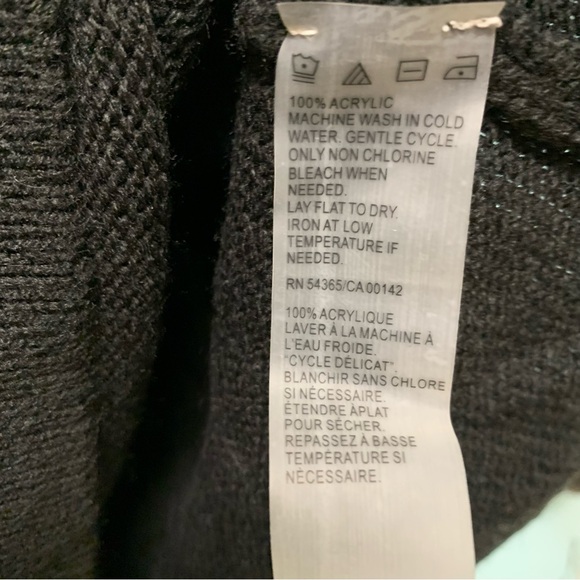 100% ACRYLIC
MACHINE WASH IN COLD
WATER. GENTLE CYCLE.
ONLY NON CHLORINE
BLEACH WHEN
NEEDED.
LAY FLAT TO DRY.
IRON AT LOW
TEMPERATURE IF
NEEDED.
RN 54365/CA 00142
100% ACRYLIQUE
LAVER À LA MACHINE À
L'EAU FROIDE.
"CYCLE DÉLICAT".
BLANCHIR SANS CHLORE
SI NÉCESSAIRE.
ÉTENDRE ÀPLAT
POUR SÉCHER.
REPASSEZ À BASSE
TEMPÉRATURE SI
NÉCESSAIRE.